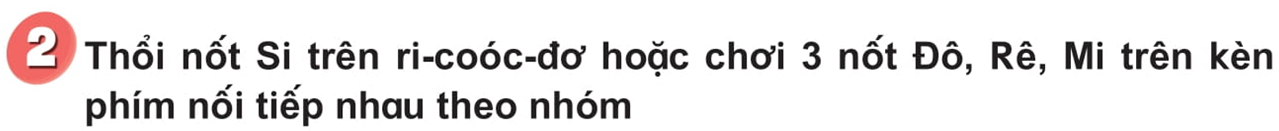 2 Thổi nốt Si trên ri-coóc-đơ hoặc chơi 3 nốt Đô, Rê, Mi trên kèn
phím nối tiếp nhau theo nhóm